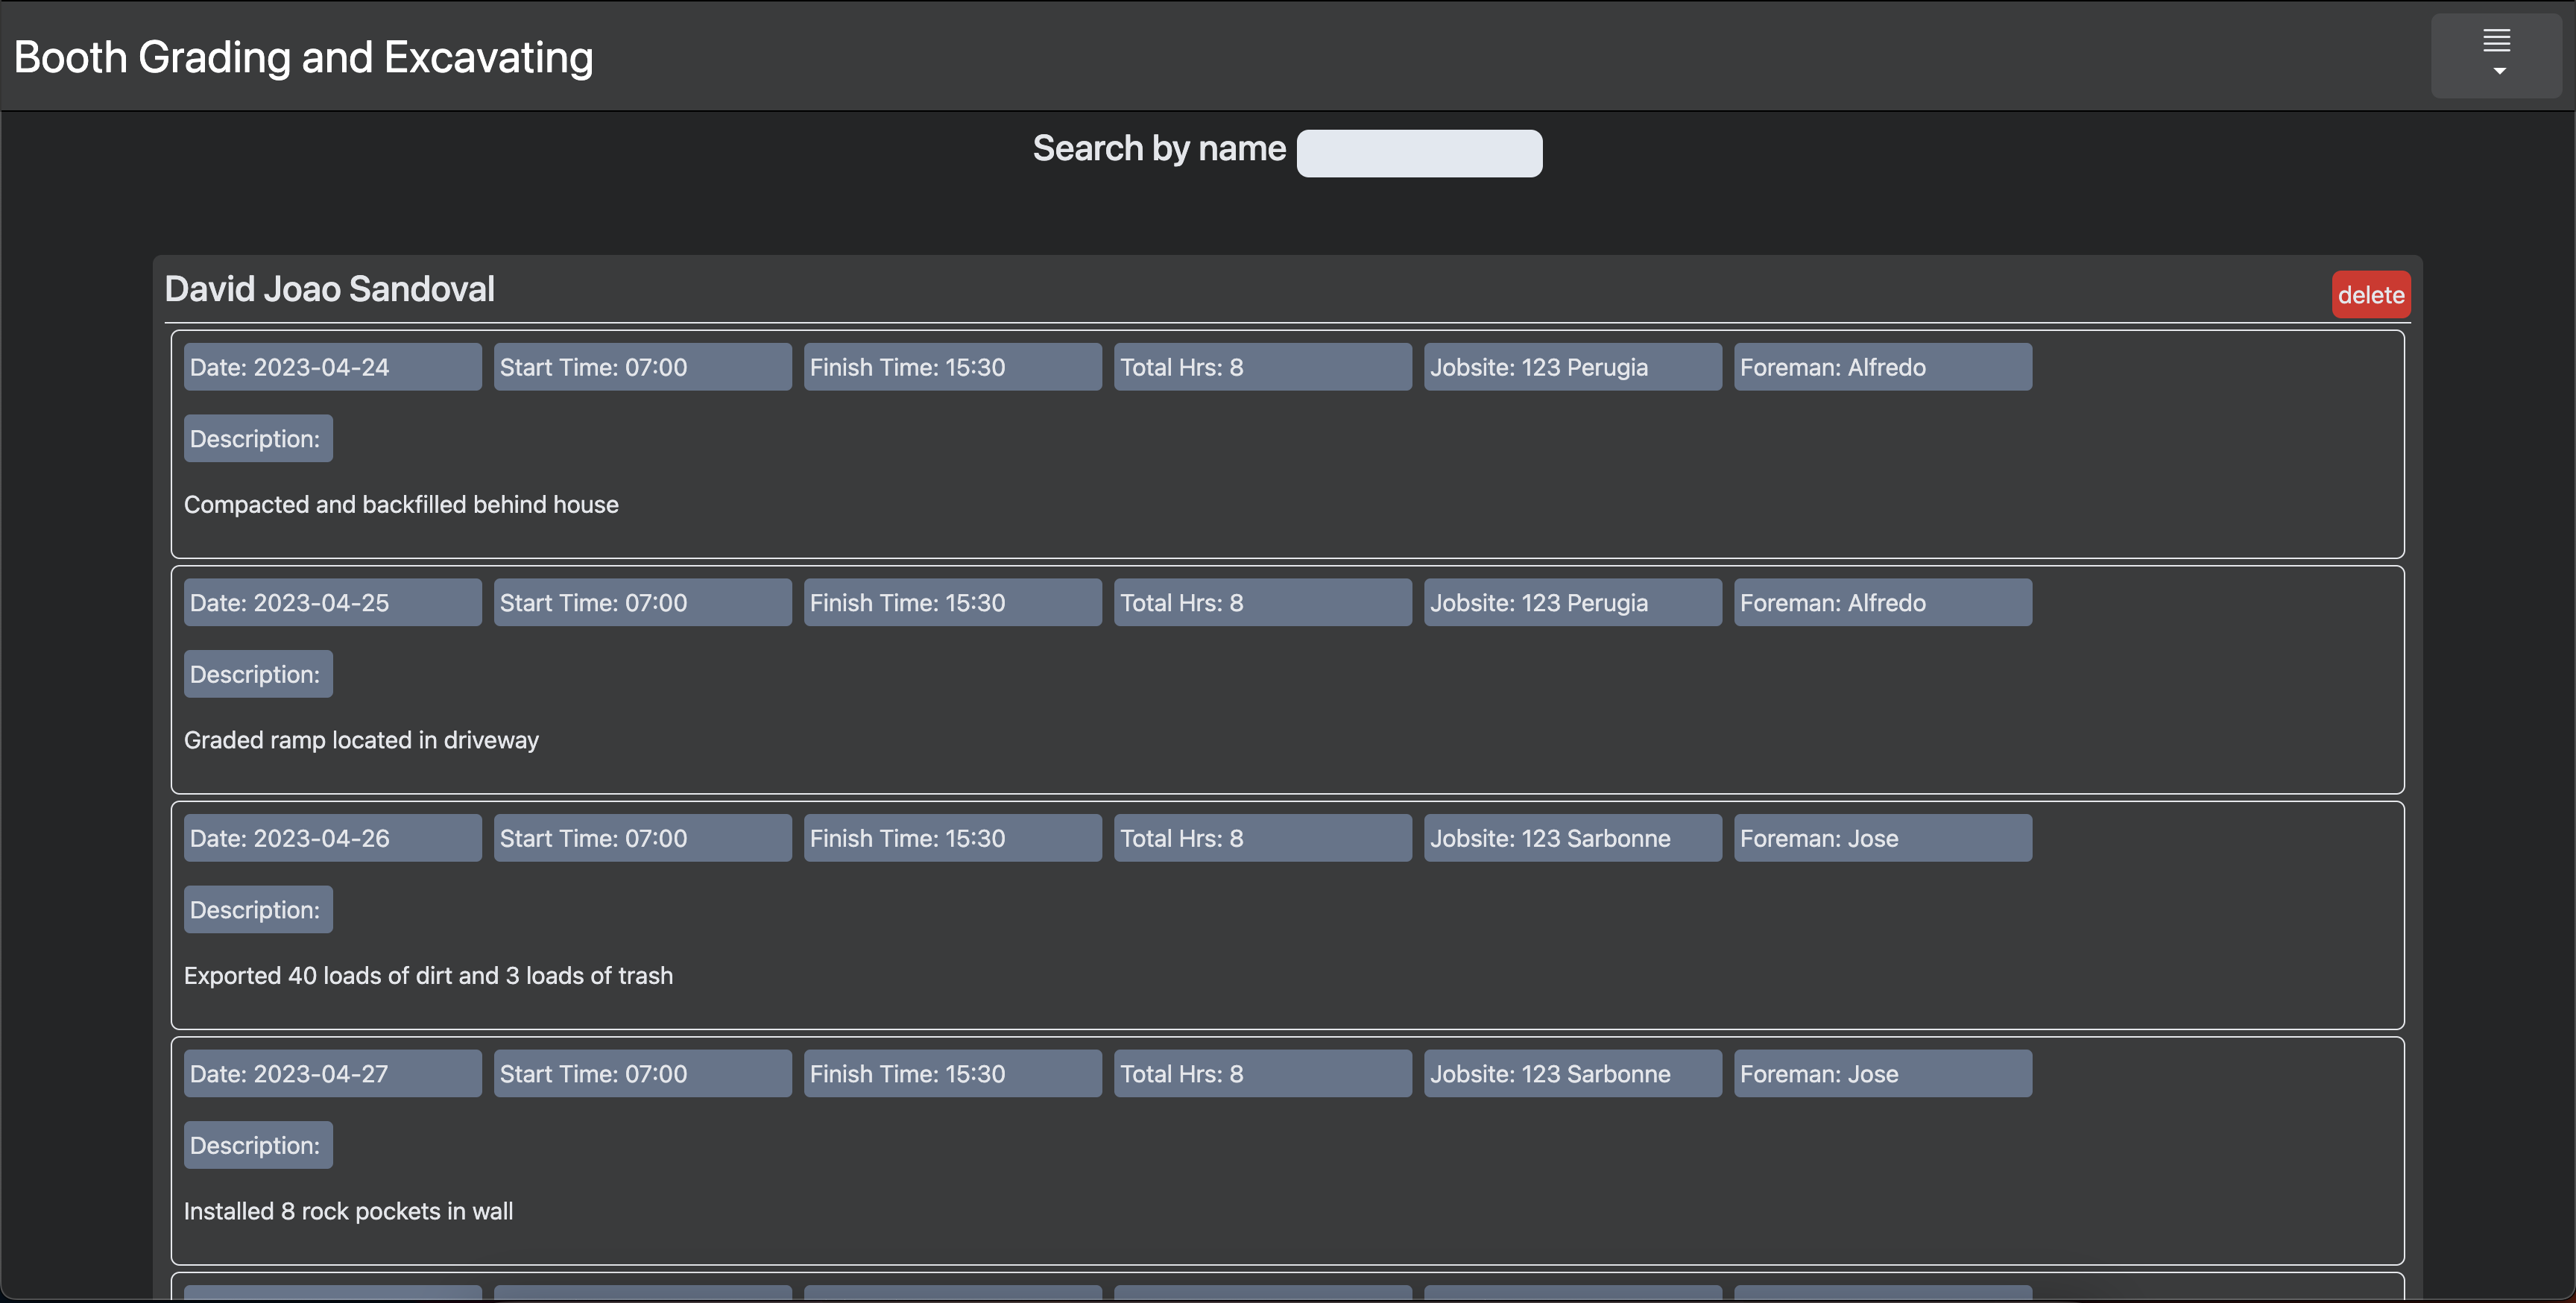 Booth Grading and Excavating
Search by name
David Joao Sandoval delete
Date: 2023-04-24 Start Time: 07:00 Finish Time: 15:30 Total Hrs: 8 Jobsite: 123 Perugia Foreman: Alfredo
Description:
Compacted and backfilled behind house
Date: 2023-04-25 Start Time: 07:00 Finish Time: 15:30 Total Hrs: 8 Jobsite: 123 Perugia Foreman: Alfredo
Description:
Graded ramp located in driveway
Date: 2023-04-26 Start Time: 07:00 Finish Time: 15:30 Total Hrs: 8 Jobsite: 123 Sarbonne Foreman: Jose
Description:
Exported 40 loads of dirt and 3 loads of trash
Date: 2023-04-27 Start Time: 07:00 Finish Time: 15:30 Total Hrs: 8 Jobsite: 123 Sarbonne Foreman: Jose
Description:
Installed 8 rock pockets in wall